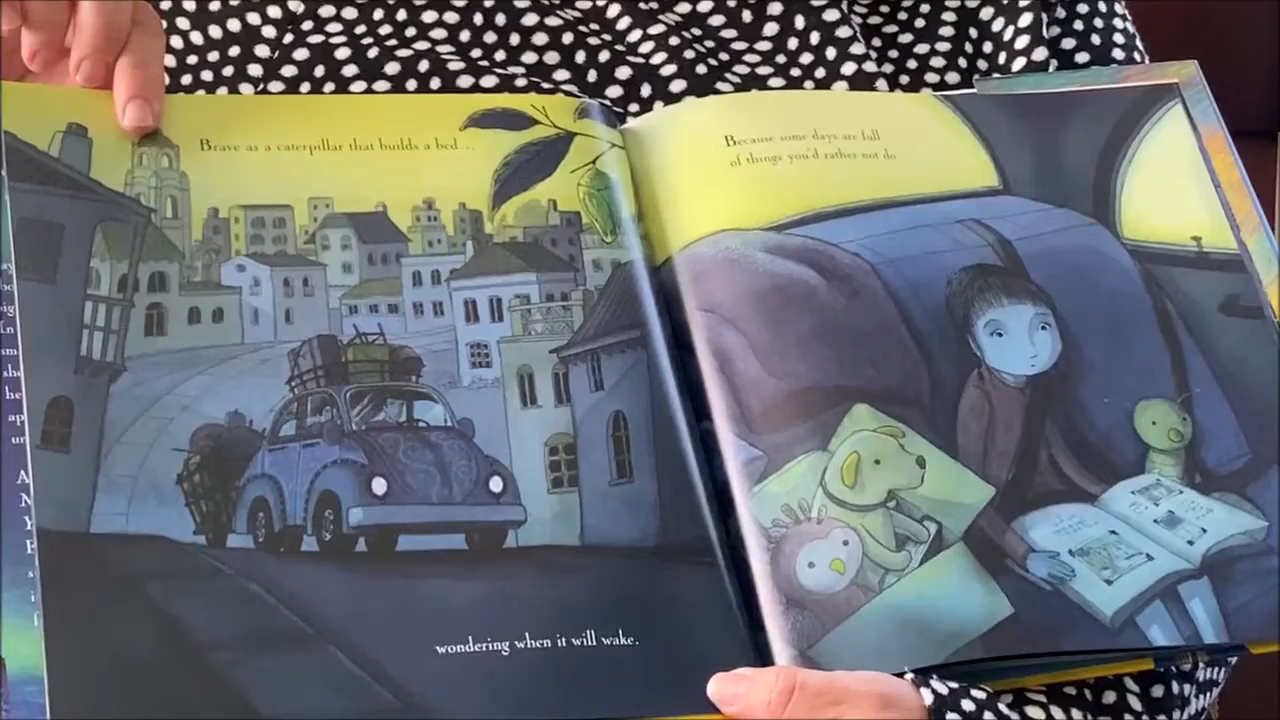 Brave as a caterpillar that builds a bed...
wondering when it will wake.
Because some days are full
of things you'd rather not do